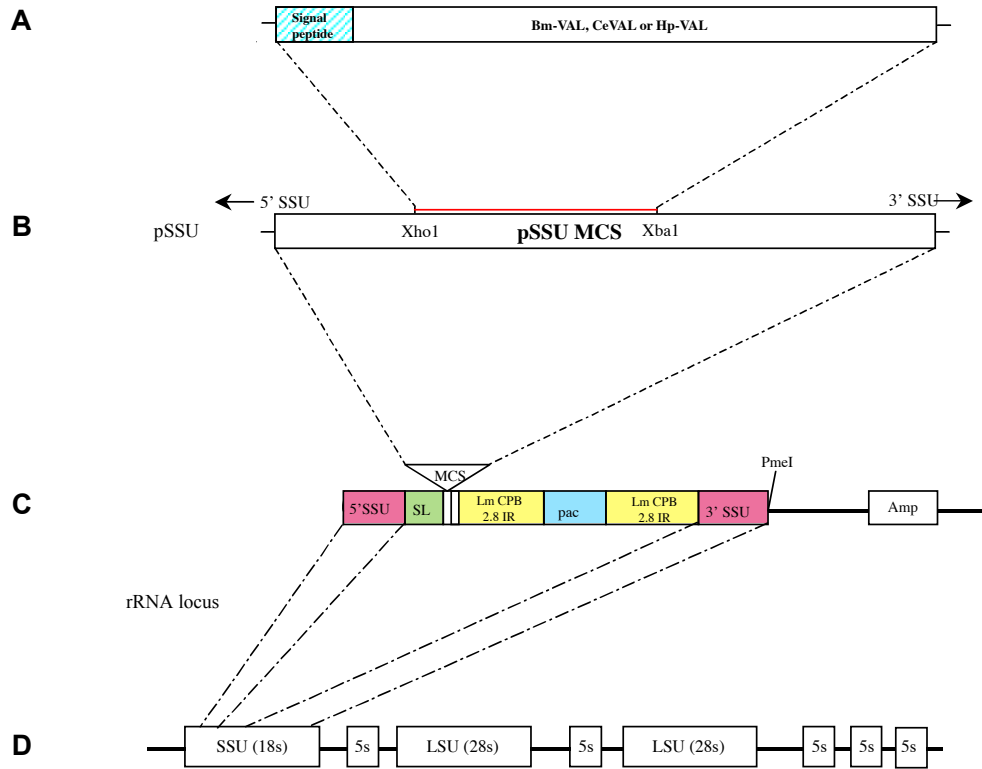 A
Signal
peptide
Bm-VAL, CeVAL or Hp-VAL
5' SSU
3' SSU
B
pSSU
Xho1
pSSU MCS
Xba1
MCS
PmeI
C
5'SSU
SL
Lm CPB
2.8 IR
pac
Lm CPB
2.8 IR
3' SSU
Amp
rRNA locus
D
SSU (18s)
5s
LSU (28s)
5s
LSU (28s)
5s
5s
5s